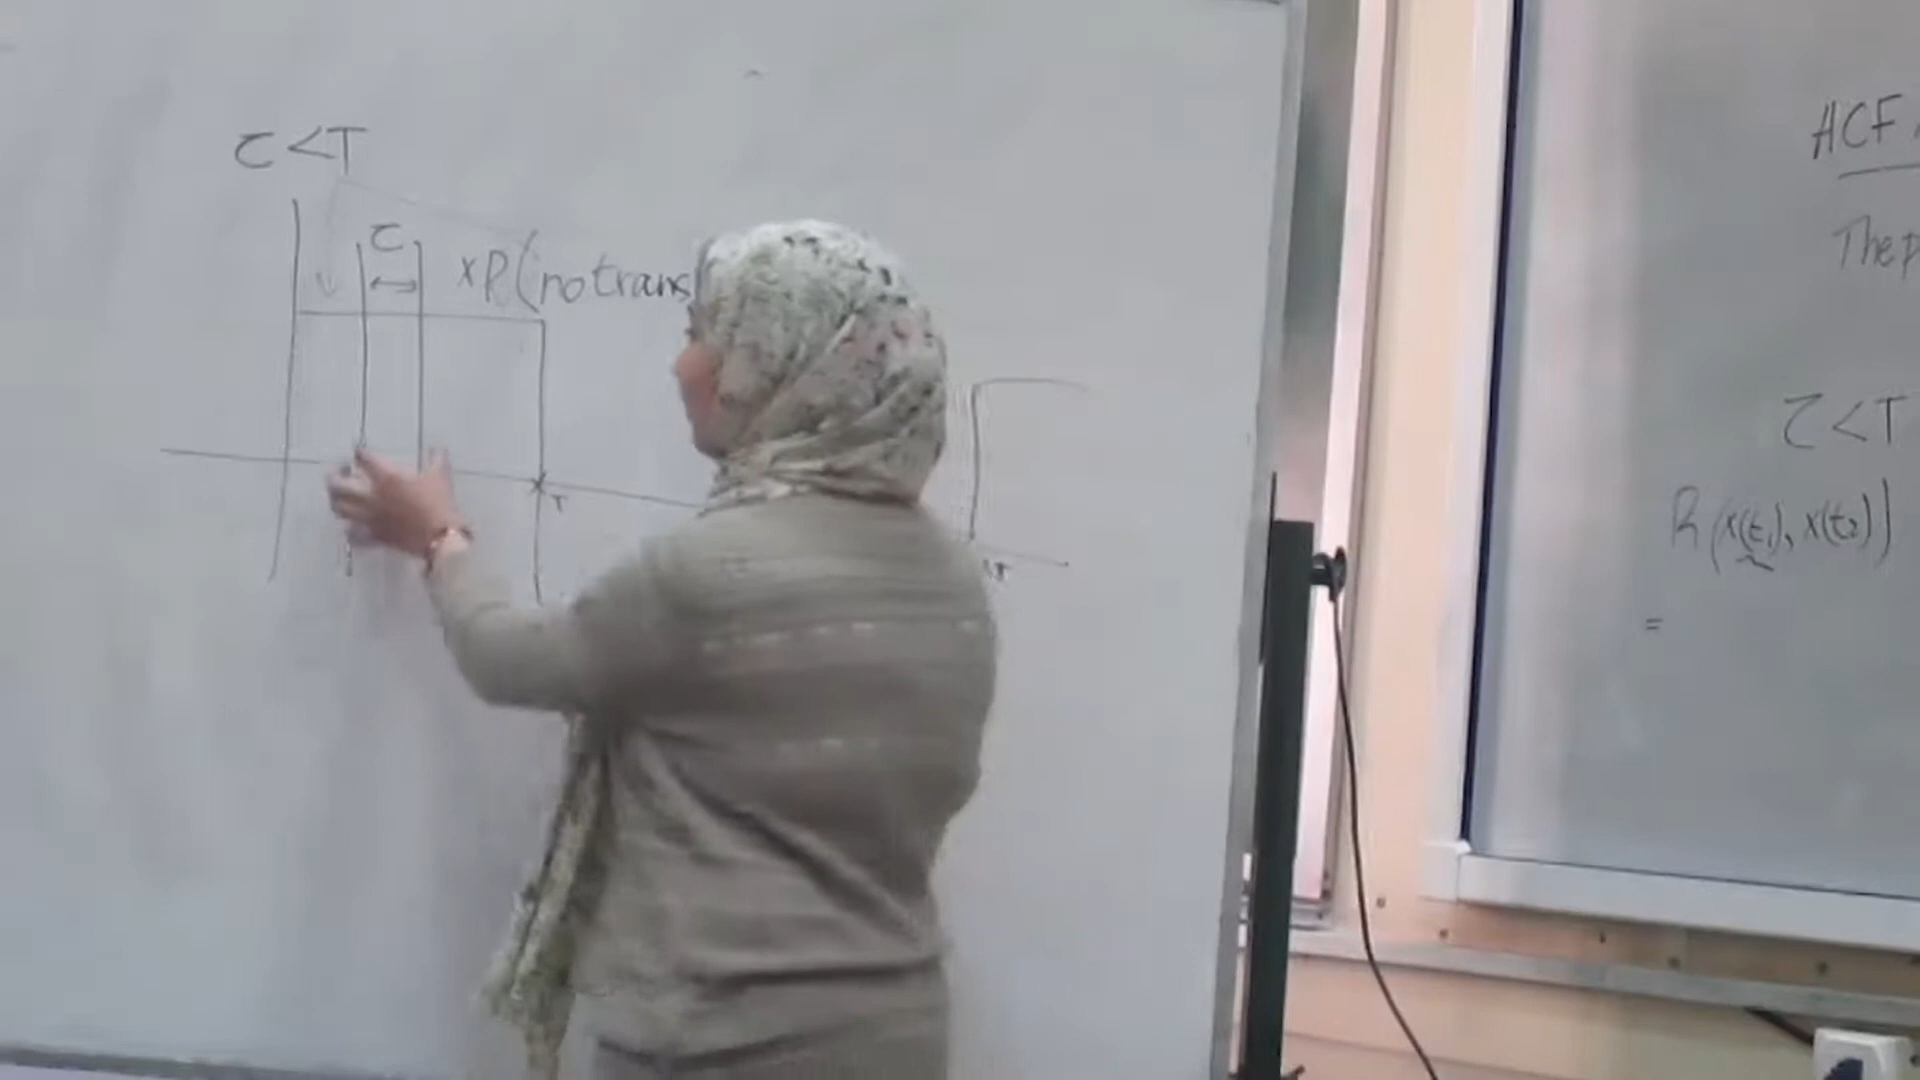 τ < T
τ
xP(notrans
T
ACF
The p
τ < T
R(x(t₁), x(t₂))
=